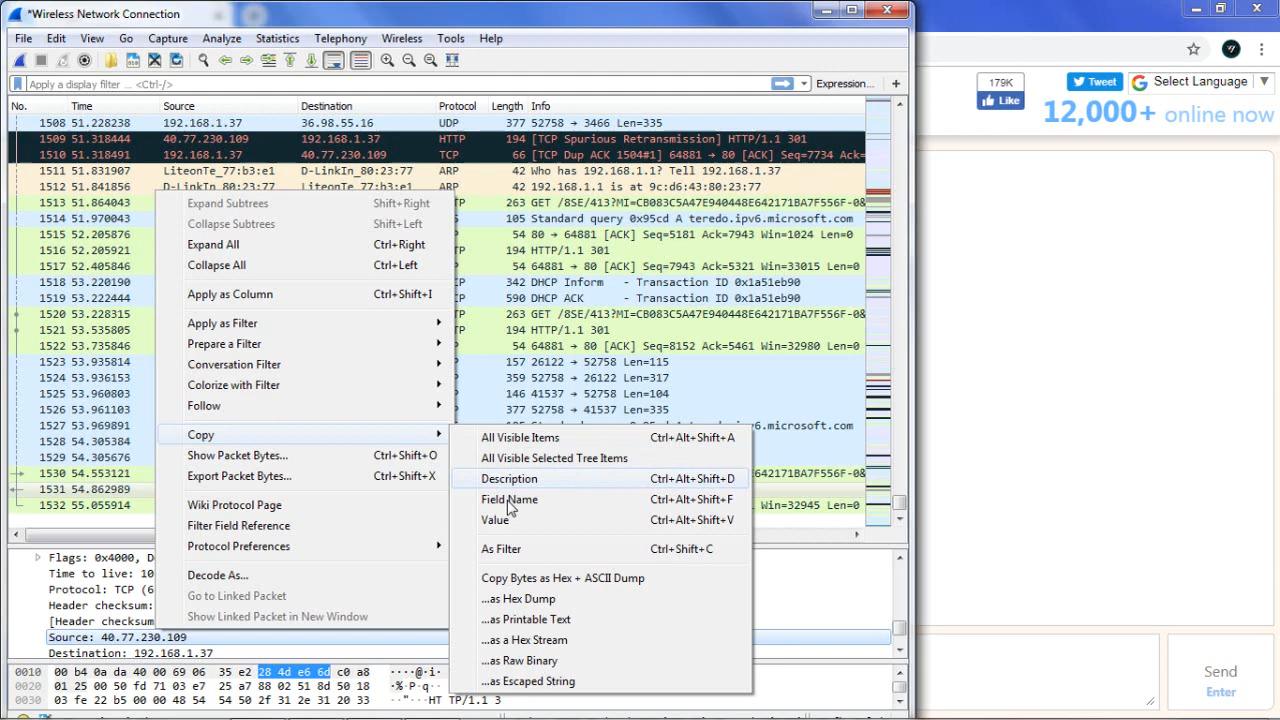 *Wireless Network Connection
File Edit View Go Capture Analyze Statistics Telephony Wireless Tools Help
Apply a display filter ... <Ctrl-/> Expression... +
No. Time Source Destination Protocol Length Info
1508 51.228238 192.168.1.37 36.98.55.16 UDP 377 52758 → 3466 Len=335
1509 51.318444 40.77.230.109 192.168.1.37 HTTP 194 [TCP Spurious Retransmission] HTTP/1.1 301
1510 51.318491 192.168.1.37 40.77.230.109 TCP 66 [TCP Dup ACK 1504#1] 64881 → 80 [ACK] Seq=7734 Ack=
1511 51.831907 LiteonTe_77:b3:e1 D-LinkIn_80:23:77 ARP 42 Who has 192.168.1.1? Tell 192.168.1.37
1512 51.841856 D-LinkIn_80:23:77 LiteonTe_77:b3:e1 ARP 42 192.168.1.1 is at 9c:d6:43:80:23:77
1513 51.864043 263 GET /8SE/413?MI=CB083C5A47E940448E642171BA7F556F-0&
1514 51.970043 105 Standard query 0x95cd A teredo.ipv6.microsoft.com
1515 52.205876 54 80 → 64881 [ACK] Seq=5181 Ack=7943 Win=1024 Len=0
1516 52.205921 194 HTTP/1.1 301
1517 52.405846 54 64881 → 80 [ACK] Seq=7943 Ack=5321 Win=33015 Len=0
1518 53.220190 342 DHCP Inform - Transaction ID 0x1a51eb90
1519 53.222444 590 DHCP ACK - Transaction ID 0x1a51eb90
1520 53.228315 263 GET /8SE/413?MI=CB083C5A47E940448E642171BA7F556F-0&
1521 53.535805 194 HTTP/1.1 301
1522 53.735846 54 64881 → 80 [ACK] Seq=8152 Ack=5461 Win=32980 Len=0
1523 53.935814 157 26122 → 52758 Len=115
1524 53.936153 359 52758 → 26122 Len=317
1525 53.960803 146 41537 → 52758 Len=104
1526 53.961103 377 52758 → 41537 Len=335
1527 53.969891 .microsoft.com
1528 54.305384
1529 54.305676
1530 54.553121
1531 54.862989
1532 55.055914 Win=32945 Len=0
Expand Subtrees Shift+Right
Collapse Subtrees Shift+Left
Expand All Ctrl+Right
Collapse All Ctrl+Left
Apply as Column Ctrl+Shift+I
Apply as Filter
Prepare a Filter
Conversation Filter
Colorize with Filter
Follow
Copy
Show Packet Bytes... Ctrl+Shift+O
Export Packet Bytes... Ctrl+Shift+X
Wiki Protocol Page
Filter Field Reference
Protocol Preferences
Decode As...
Go to Linked Packet
Show Linked Packet in New Window
All Visible Items Ctrl+Alt+Shift+A
All Visible Selected Tree Items
Description Ctrl+Alt+Shift+D
Field Name Ctrl+Alt+Shift+F
Value Ctrl+Alt+Shift+V
As Filter Ctrl+Shift+C
Copy Bytes as Hex + ASCII Dump
...as Hex Dump
...as Printable Text
...as a Hex Stream
...as Raw Binary
...as Escaped String
Flags: 0x4000, D
Time to live: 10
Protocol: TCP (6
Header checksum:
[Header checksum
Source: 40.77.230.109
Destination: 192.168.1.37
0010 00 b4 0a da 40 00 69 06 35 e2 28 4d e6 6d c0 a8 ····@·i·
0020 01 25 00 50 fd 71 03 e7 25 a7 88 02 51 8d 50 18 ·%·P·q··
0030 03 fe 22 b5 00 00 48 54 54 50 2f 31 2e 31 20 33 ··"···HT TP/1.1 3
179K
Like
Tweet
Select Language
12,000+ online now
Send
Enter